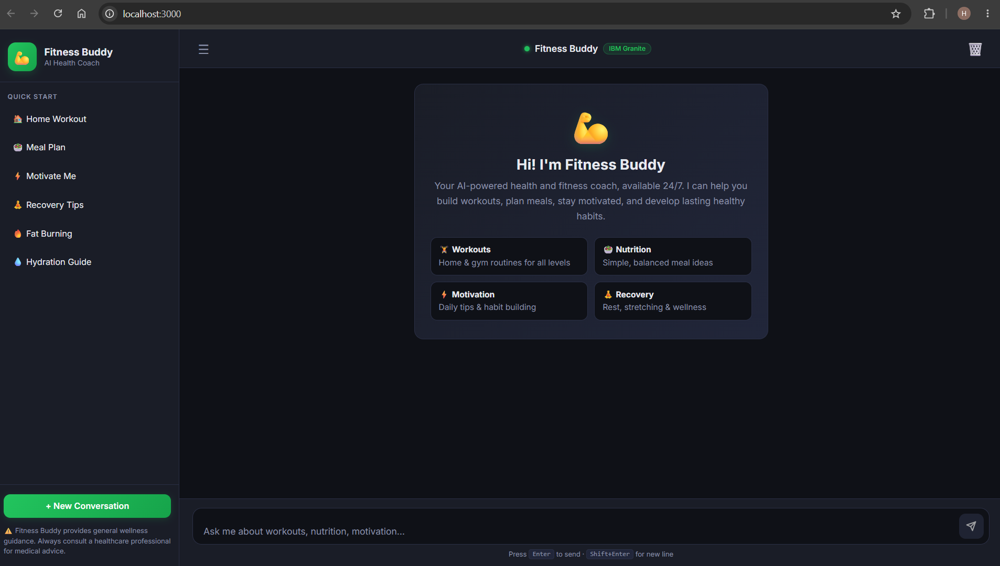 localhost:3000
H
Fitness Buddy
AI Health Coach
QUICK START
Home Workout
Meal Plan
Motivate Me
Recovery Tips
Fat Burning
Hydration Guide
+ New Conversation
Fitness Buddy provides general wellness
guidance. Always consult a healthcare professional
for medical advice.
Fitness Buddy IBM Granite
Hi! I'm Fitness Buddy
Your AI-powered health and fitness coach, available 24/7. I can help you
build workouts, plan meals, stay motivated, and develop lasting healthy
habits.
Workouts
Home & gym routines for all levels
Nutrition
Simple, balanced meal ideas
Motivation
Daily tips & habit building
Recovery
Rest, stretching & wellness
Ask me about workouts, nutrition, motivation...
Press Enter to send · Shift+Enter for new line